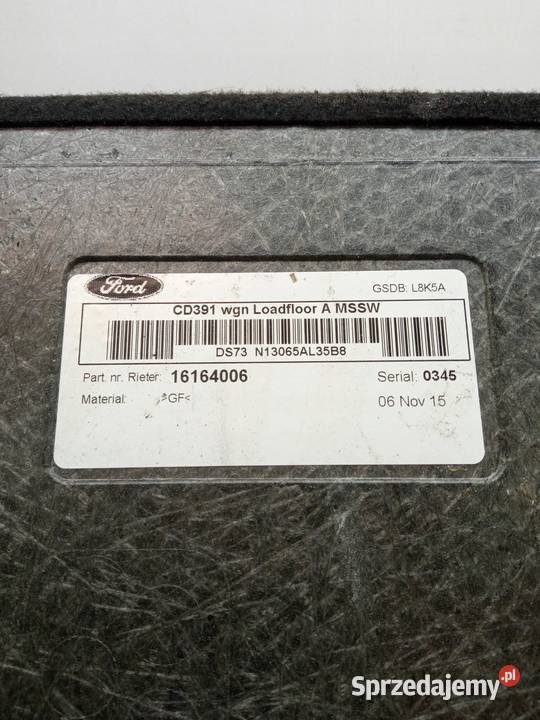 Ford
GSDB: L8K5A
CD391 wgn Loadfloor A MSSW
DS73 N13065AL35B8
Part. nr. Rieter: 16164006
Serial: 0345
Material: >GF<
06 Nov 15
Sprzedajemy.pl